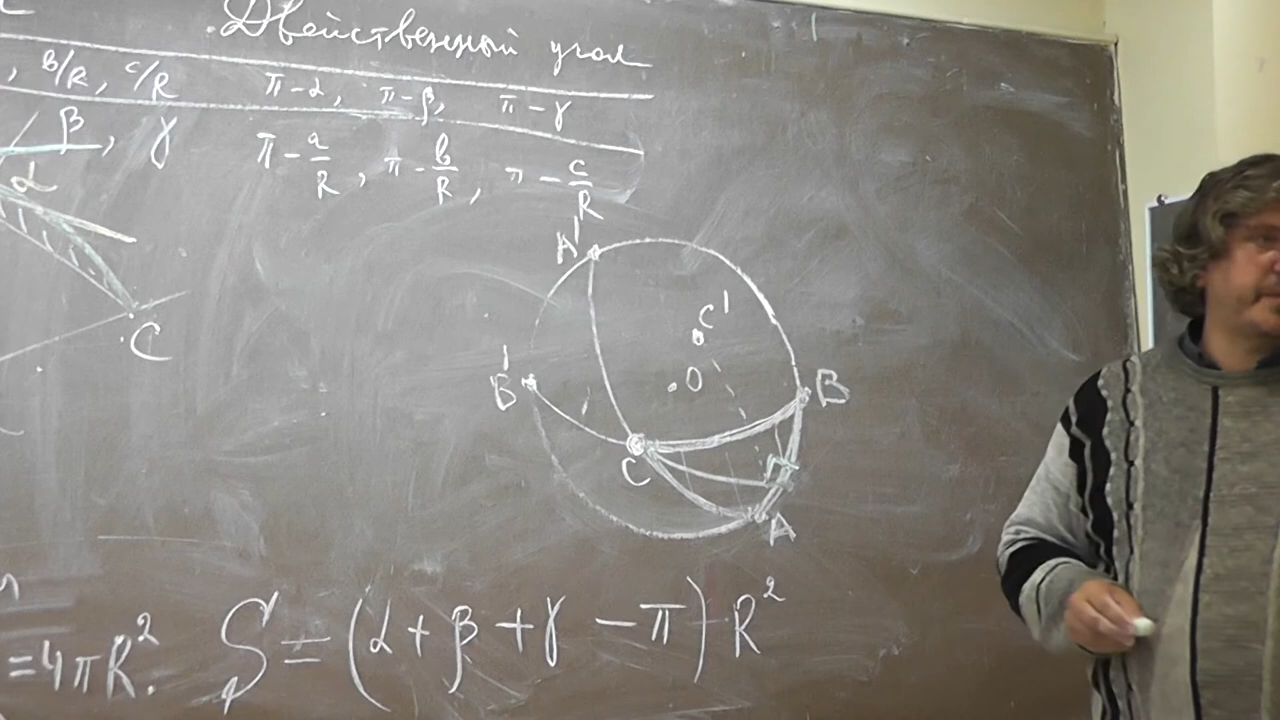 Двойственный угол
, в/R, c/R π-α, π-β, π-γ
β, γ π-a/R, π-b/R, π-c/R
α
C
A'
C'
O
B'
B
C
A
=4πR². S=(α+β+γ-π)R²